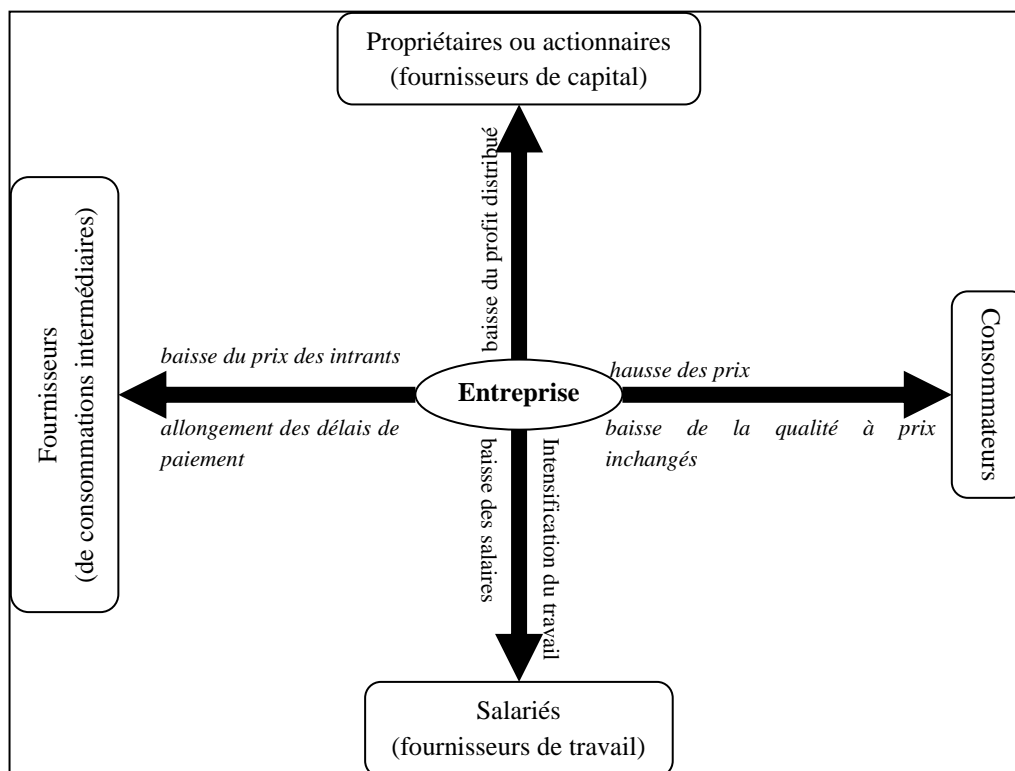 Propriétaires ou actionnaires
(fournisseurs de capital)
baisse du profit distribué
Fournisseurs
(de consommations intermédiaires)
baisse du prix des intrants
allongement des délais de
paiement
Entreprise
hausse des prix
baisse de la qualité à prix
inchangés
Consommateurs
baisse des salaires
Intensification du travail
Salariés
(fournisseurs de travail)